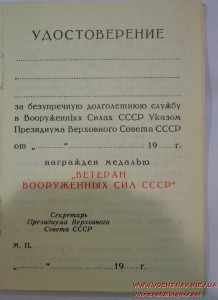 УДОСТОВЕРЕНИЕ
за безупречную долголетнюю службу
в Вооруженных Силах СССР Указом
Президиума Верховного Совета СССР
от „ “ 19 г.
награжден медалью
„ВЕТЕРАН
ВООРУЖЕННЫХ СИЛ СССР“
Секретарь
Президиума Верховного
Совета СССР
М. П.
„ “ 19 г.